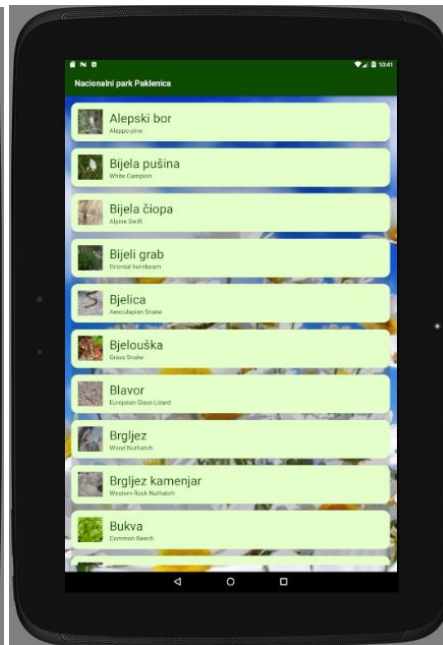 10:41
Nacionalni park Paklenica
Alepski bor
Aleppo pine
Bijela pušina
White Campion
Bijela čiopa
Alpine Swift
Bijeli grab
Oriental hornbeam
Bjelica
Aesculapian Snake
Bjelouška
Grass Snake
Blavor
European Glass Lizard
Brgljez
Wood Nuthatch
Brgljez kamenjar
Western Rock Nuthatch
Bukva
Common Beech